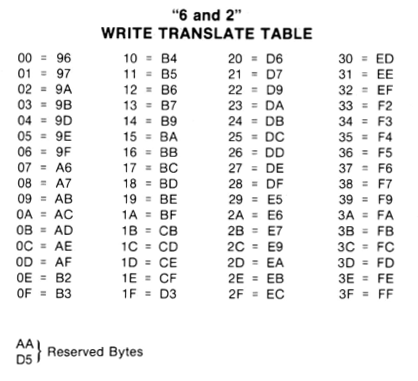 "6 and 2"
WRITE TRANSLATE TABLE
00 = 96 10 = B4 20 = D6 30 = ED
01 = 97 11 = B5 21 = D7 31 = EE
02 = 9A 12 = B6 22 = D9 32 = EF
03 = 9B 13 = B7 23 = DA 33 = F2
04 = 9D 14 = B9 24 = DB 34 = F3
05 = 9E 15 = BA 25 = DC 35 = F4
06 = 9F 16 = BB 26 = DD 36 = F5
07 = A6 17 = BC 27 = DE 37 = F6
08 = A7 18 = BD 28 = DF 38 = F7
09 = AB 19 = BE 29 = E5 39 = F9
0A = AC 1A = BF 2A = E6 3A = FA
0B = AD 1B = CB 2B = E7 3B = FB
0C = AE 1C = CD 2C = E9 3C = FC
0D = AF 1D = CE 2D = EA 3D = FD
0E = B2 1E = CF 2E = EB 3E = FE
0F = B3 1F = D3 2F = EC 3F = FF
AA
D5 } Reserved Bytes